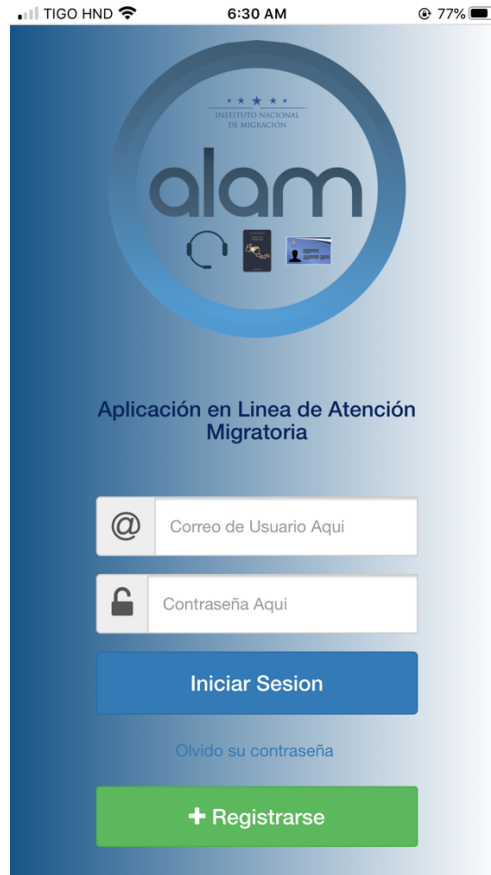 TIGO HND 6:30 AM 77%
INSTITUTO NACIONAL
DE MIGRACIÓN
alam
Aplicación en Linea de Atención
Migratoria
@ Correo de Usuario Aqui
Contraseña Aqui
Iniciar Sesion
Olvido su contraseña
+ Registrarse